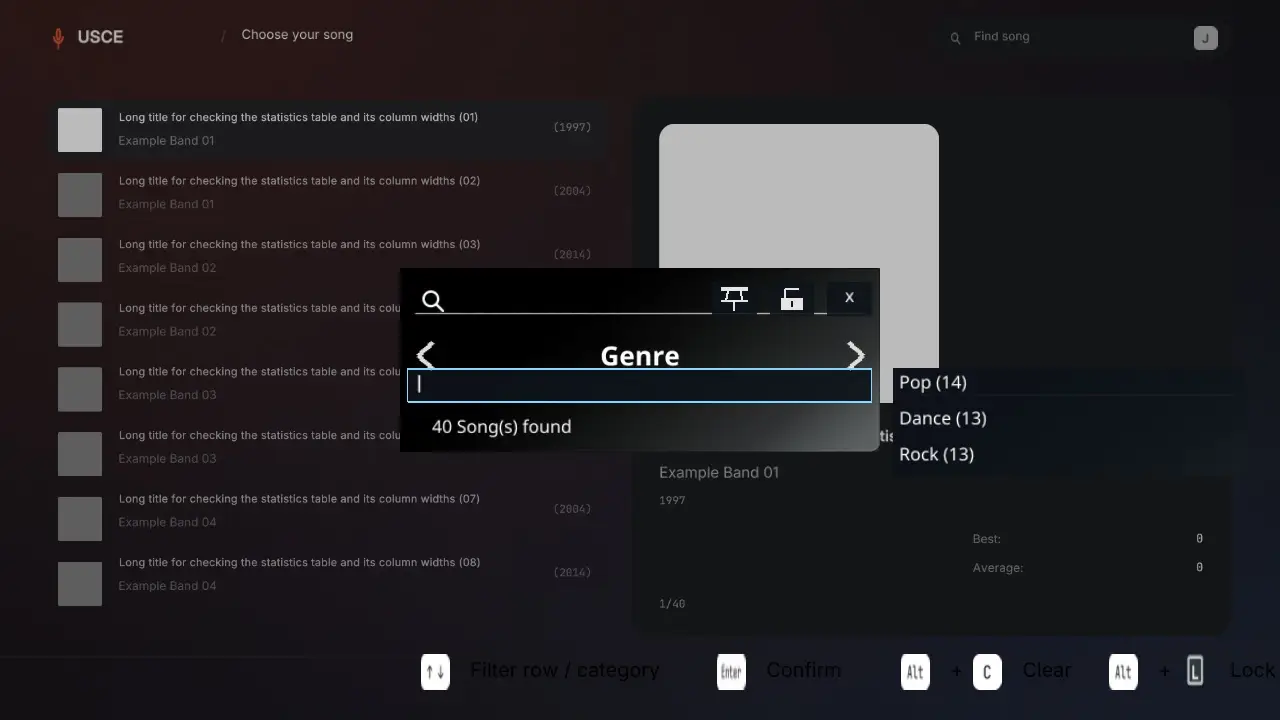 USCE
/ Choose your song
Find song
J
Long title for checking the statistics table and its column widths (01)
Example Band 01
(1997)
Long title for checking the statistics table and its column widths (02)
Example Band 01
(2004)
Long title for checking the statistics table and its column widths (03)
Example Band 02
(2014)
Long title for checking the statistics table and its colu
Example Band 02
Long title for checking the statistics table and its colu
Example Band 03
Long title for checking the statistics table and its colu
Example Band 03
Long title for checking the statistics table and its column widths (07)
Example Band 04
(2004)
Long title for checking the statistics table and its column widths (08)
Example Band 04
(2014)
X
Genre
40 Song(s) found
Pop (14)
Dance (13)
Rock (13)
tis
Example Band 01
1997
Best: 0
Average: 0
1/40
↑↓ Filter row / category Enter Confirm Alt + C Clear Alt + L Lock